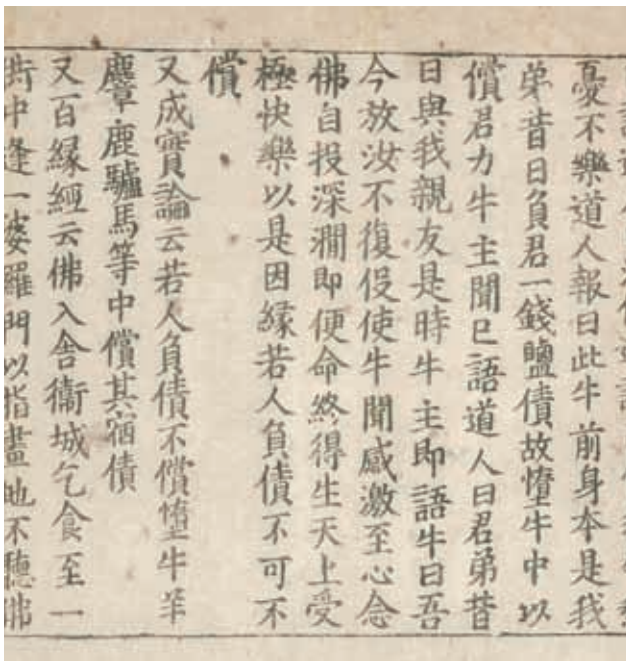 憂不樂道人報曰此牛前身本是我
弟昔日負君一錢鹽債故墮牛中以
償君力牛主聞已語道人曰君弟昔
日與我親友是時牛主即語牛曰吾
今放汝不復伇使牛聞感激至心念
佛自投深澗即便命終得生天上受
極快樂以是因緣若人負債不可不
償
又成實論云若人負債不償墮牛羊
麞鹿驢馬等中償其宿債
又百緣經云佛入舍衛城乞食至一
街中逢一婆羅門以指畫地不聽佛